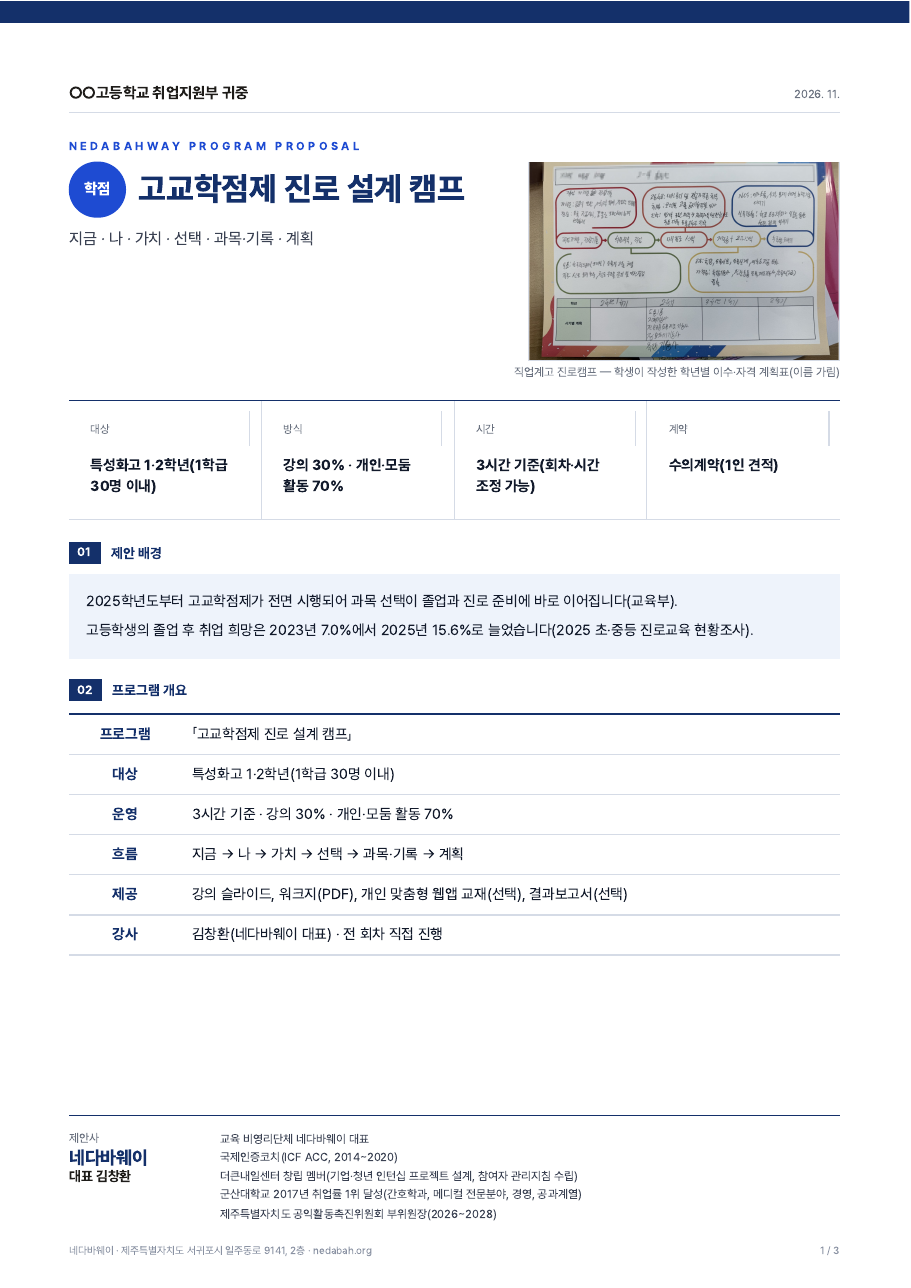 〇〇고등학교 취업지원부 귀중
2026. 11.
NEDABAHWAY PROGRAM PROPOSAL
학점
고교학점제 진로 설계 캠프
지금 · 나 · 가치 · 선택 · 과목·기록 · 계획
직업계고 진로캠프 — 학생이 작성한 학년별 이수·자격 계획표(이름 가림)
대상
특성화고 1·2학년(1학급
30명 이내)
방식
강의 30% · 개인·모둠
활동 70%
시간
3시간 기준(회차·시간
조정 가능)
계약
수의계약(1인 견적)
01 제안 배경
2025학년도부터 고교학점제가 전면 시행되어 과목 선택이 졸업과 진로 준비에 바로 이어집니다(교육부).
고등학생의 졸업 후 취업 희망은 2023년 7.0%에서 2025년 15.6%로 늘었습니다(2025 초·중등 진로교육 현황조사).
02 프로그램 개요
프로그램 「고교학점제 진로 설계 캠프」
대상 특성화고 1·2학년(1학급 30명 이내)
운영 3시간 기준 · 강의 30% · 개인·모둠 활동 70%
흐름 지금 → 나 → 가치 → 선택 → 과목·기록 → 계획
제공 강의 슬라이드, 워크지(PDF), 개인 맞춤형 웹앱 교재(선택), 결과보고서(선택)
강사 김창환(네다바웨이 대표) · 전 회차 직접 진행
제안사
네다바웨이
대표 김창환
교육 비영리단체 네다바웨이 대표
국제인증코치(ICF ACC, 2014~2020)
더큰내일센터 창립 멤버(기업·청년 인턴십 프로젝트 설계, 참여자 관리지침 수립)
군산대학교 2017년 취업률 1위 달성(간호학과, 메디컬 전문분야, 경영, 공과계열)
제주특별자치도 공익활동촉진위원회 부위원장(2026~2028)
네다바웨이 · 제주특별자치도 서귀포시 일주동로 9141, 2층 · nedabah.org
1 / 3